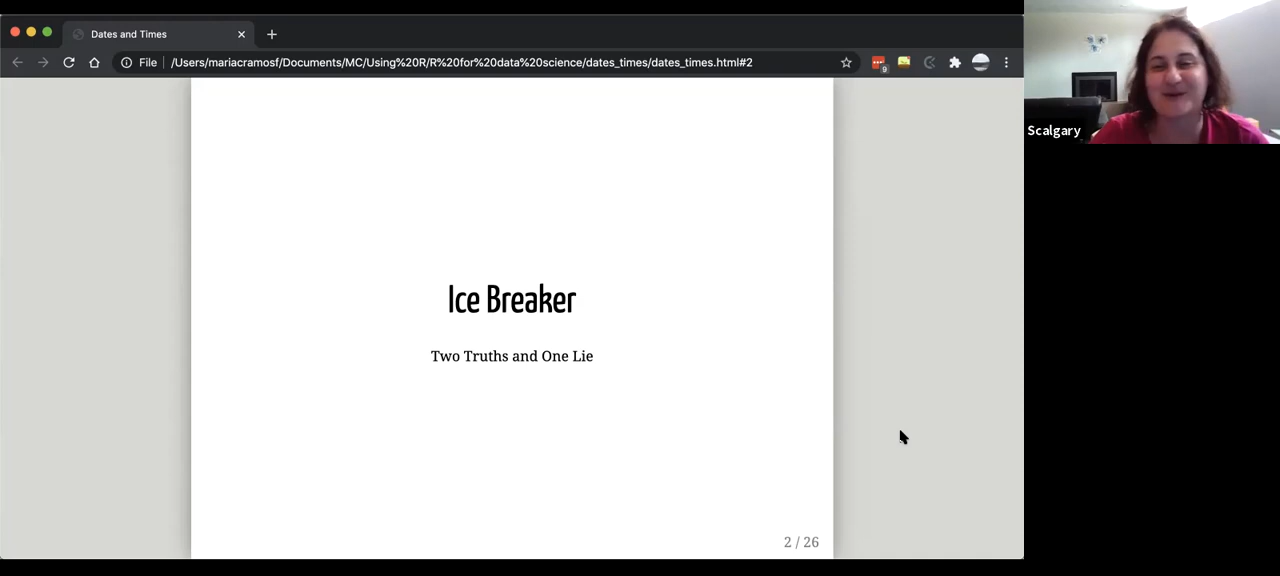 Dates and Times
File /Users/mariacramosf/Documents/MC/Using%20R/R%20for%20data%20science/dates_times/dates_times.html#2
9
Scalgary
Ice Breaker
Two Truths and One Lie
2 / 26